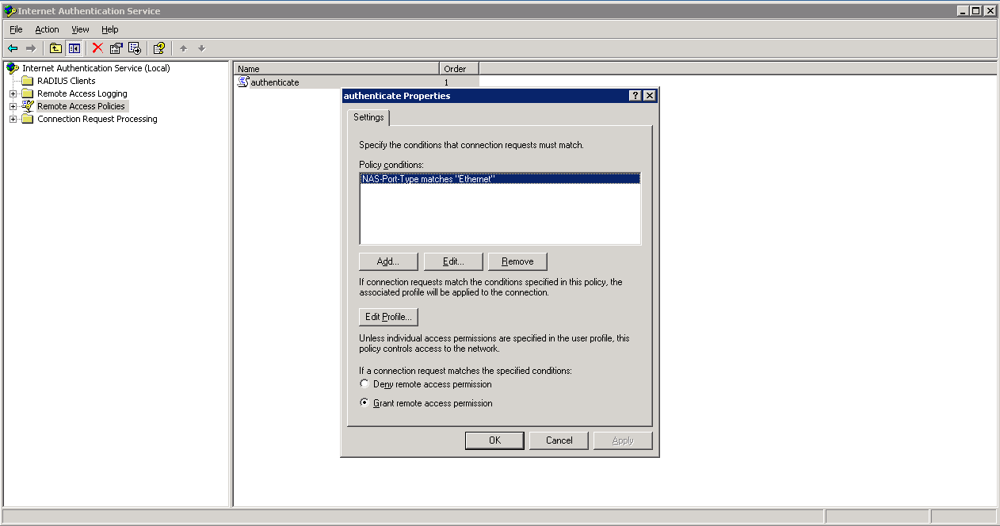 Internet Authentication Service
File Action View Help
Internet Authentication Service (Local)
RADIUS Clients
Remote Access Logging
Remote Access Policies
Connection Request Processing
Name Order
authenticate 1
authenticate Properties
Settings
Specify the conditions that connection requests must match.
Policy conditions:
NAS-Port-Type matches "Ethernet"
Add... Edit... Remove
If connection requests match the conditions specified in this policy, the
associated profile will be applied to the connection.
Edit Profile...
Unless individual access permissions are specified in the user profile, this
policy controls access to the network.
If a connection request matches the specified conditions:
Deny remote access permission
Grant remote access permission
OK Cancel Apply